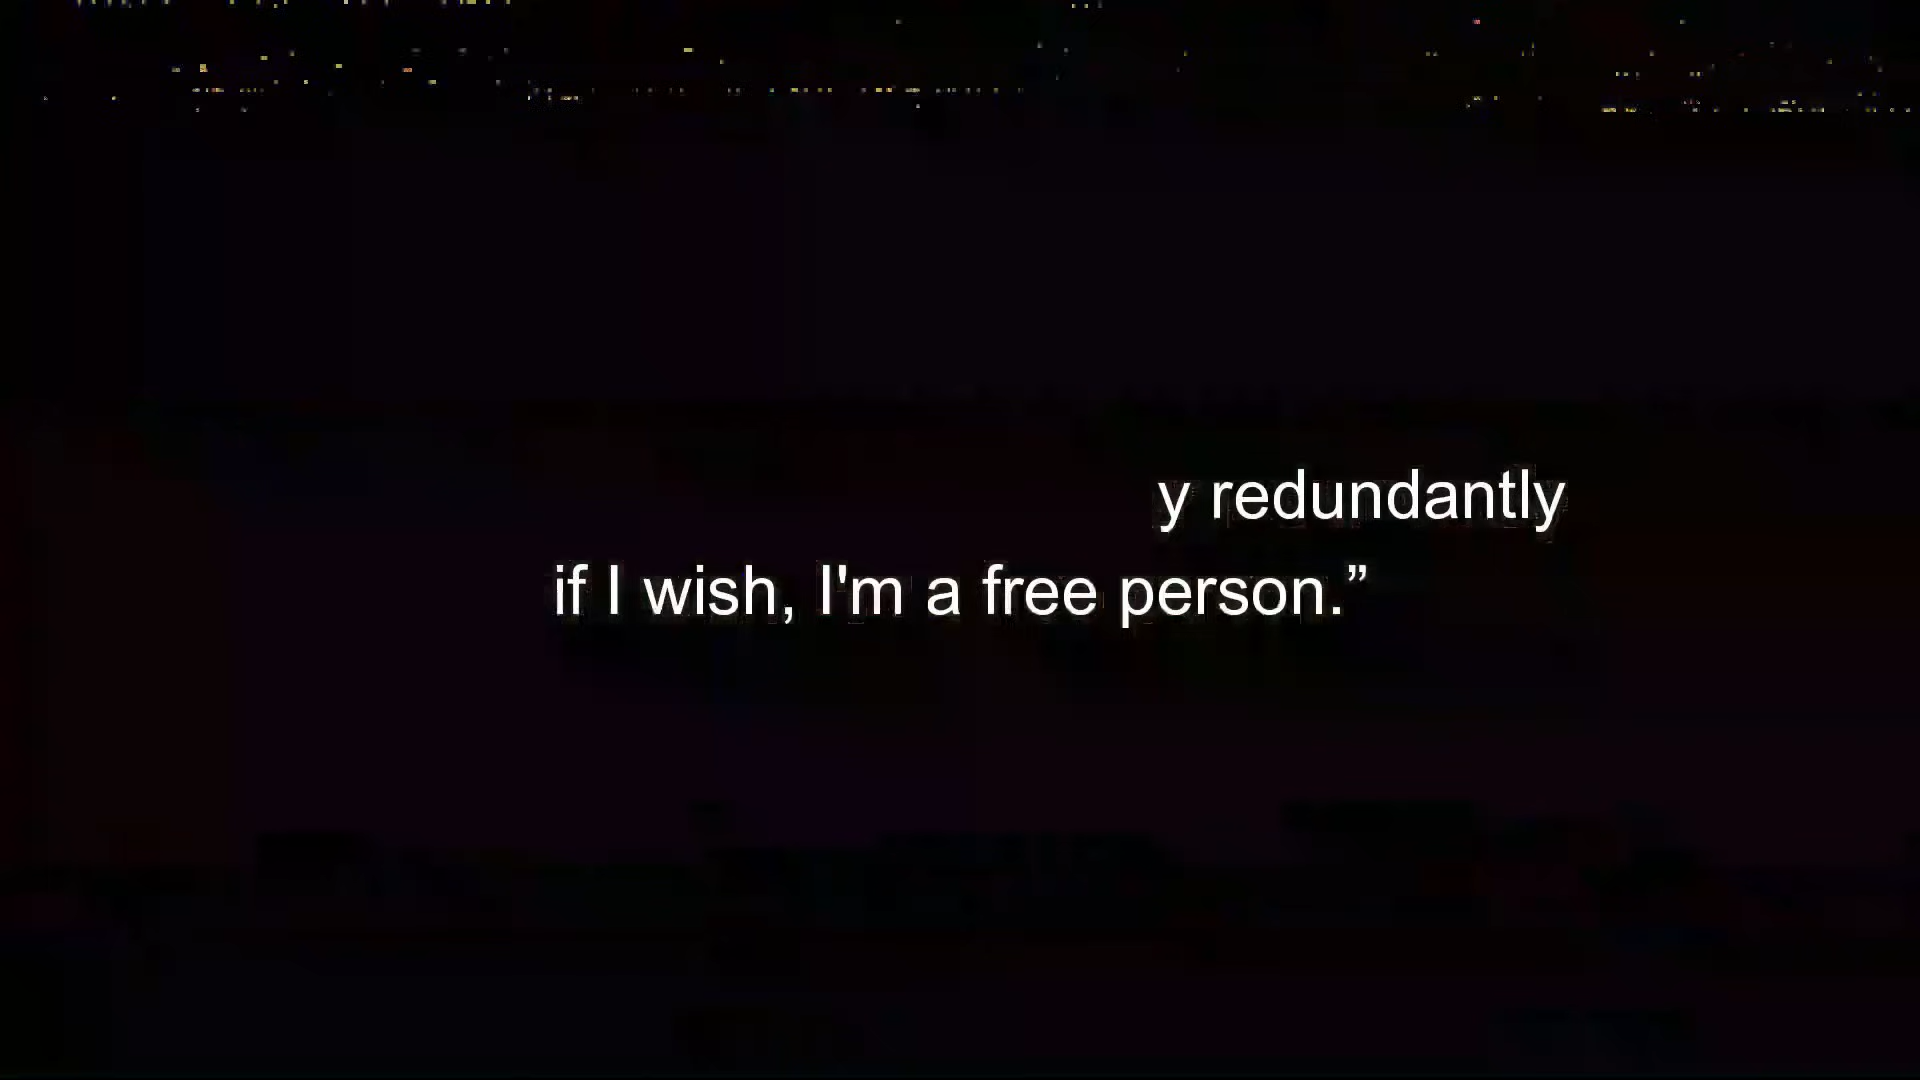 y redundantly
if I wish, I'm a free person.”